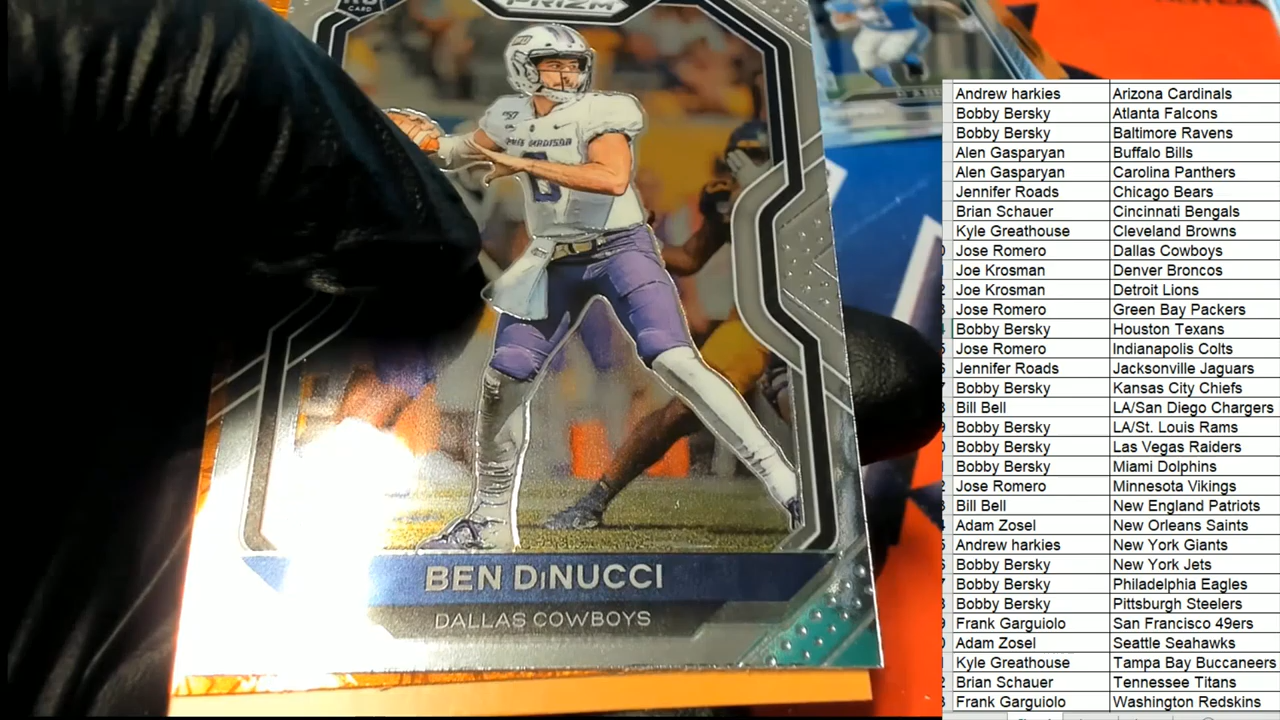 RC
CARD
PRIZM
BEN DiNUCCI
DALLAS COWBOYS
Andrew harkies Arizona Cardinals
Bobby Bersky Atlanta Falcons
Bobby Bersky Baltimore Ravens
Alen Gasparyan Buffalo Bills
Alen Gasparyan Carolina Panthers
Jennifer Roads Chicago Bears
Brian Schauer Cincinnati Bengals
Kyle Greathouse Cleveland Browns
Jose Romero Dallas Cowboys
Joe Krosman Denver Broncos
Joe Krosman Detroit Lions
Jose Romero Green Bay Packers
Bobby Bersky Houston Texans
Jose Romero Indianapolis Colts
Jennifer Roads Jacksonville Jaguars
Bobby Bersky Kansas City Chiefs
Bill Bell LA/San Diego Chargers
Bobby Bersky LA/St. Louis Rams
Bobby Bersky Las Vegas Raiders
Bobby Bersky Miami Dolphins
Jose Romero Minnesota Vikings
Bill Bell New England Patriots
Adam Zosel New Orleans Saints
Andrew harkies New York Giants
Bobby Bersky New York Jets
Bobby Bersky Philadelphia Eagles
Bobby Bersky Pittsburgh Steelers
Frank Garguiolo San Francisco 49ers
Adam Zosel Seattle Seahawks
Kyle Greathouse Tampa Bay Buccaneers
Brian Schauer Tennessee Titans
Frank Garguiolo Washington Redskins